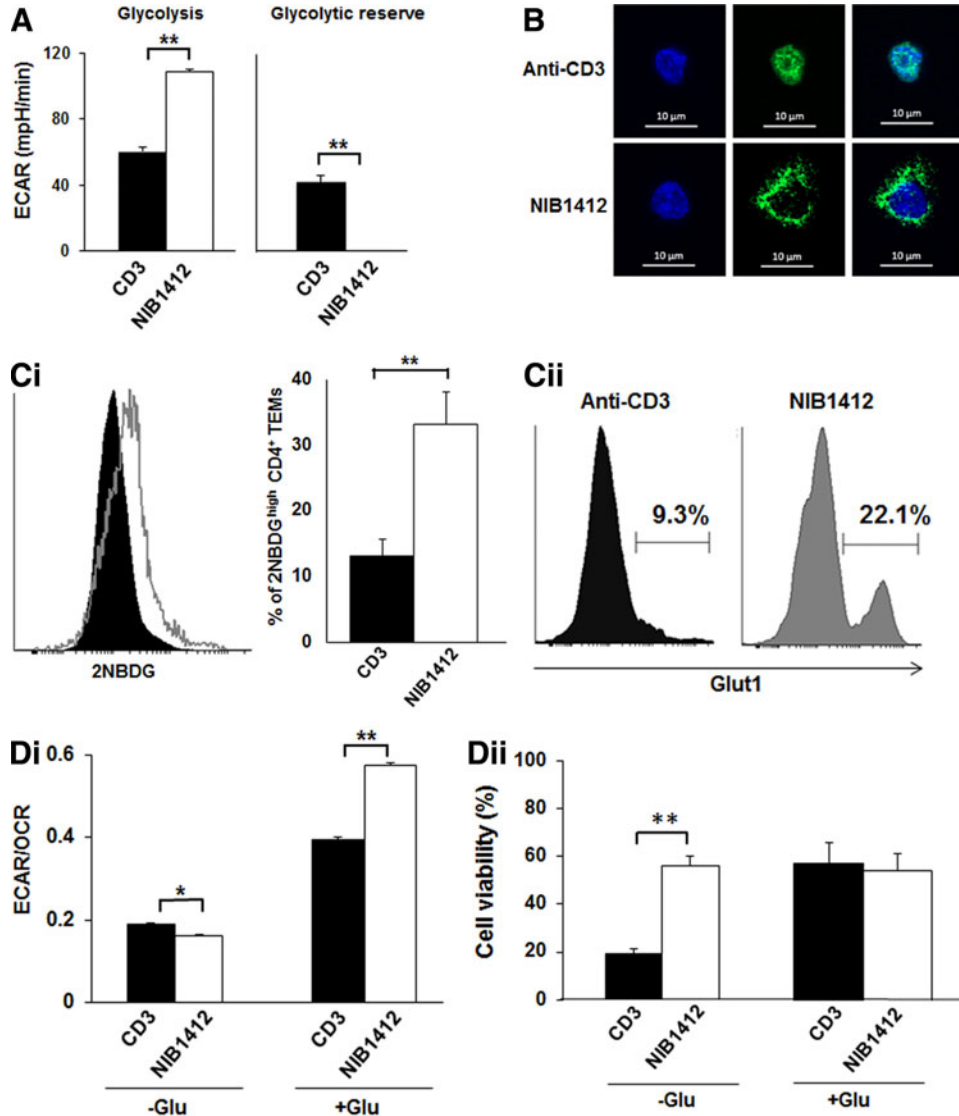 A
Glycolysis
Glycolytic reserve
**
**
ECAR (mpH/min)
120
80
40
0
CD3
NIB1412
CD3
NIB1412
B
Anti-CD3
10 μm
10 μm
10 μm
NIB1412
10 μm
10 μm
10 μm
Ci
2NBDG
**
% of 2NBDGhigh CD4+ TEMs
40
30
20
10
0
CD3
NIB1412
Cii
Anti-CD3
NIB1412
9.3%
22.1%
Glut1
Di
ECAR/OCR
0.6
0.4
0.2
0
*
**
CD3
NIB1412
CD3
NIB1412
-Glu
+Glu
Dii
Cell viability (%)
100
80
60
40
20
0
**
CD3
NIB1412
CD3
NIB1412
-Glu
+Glu